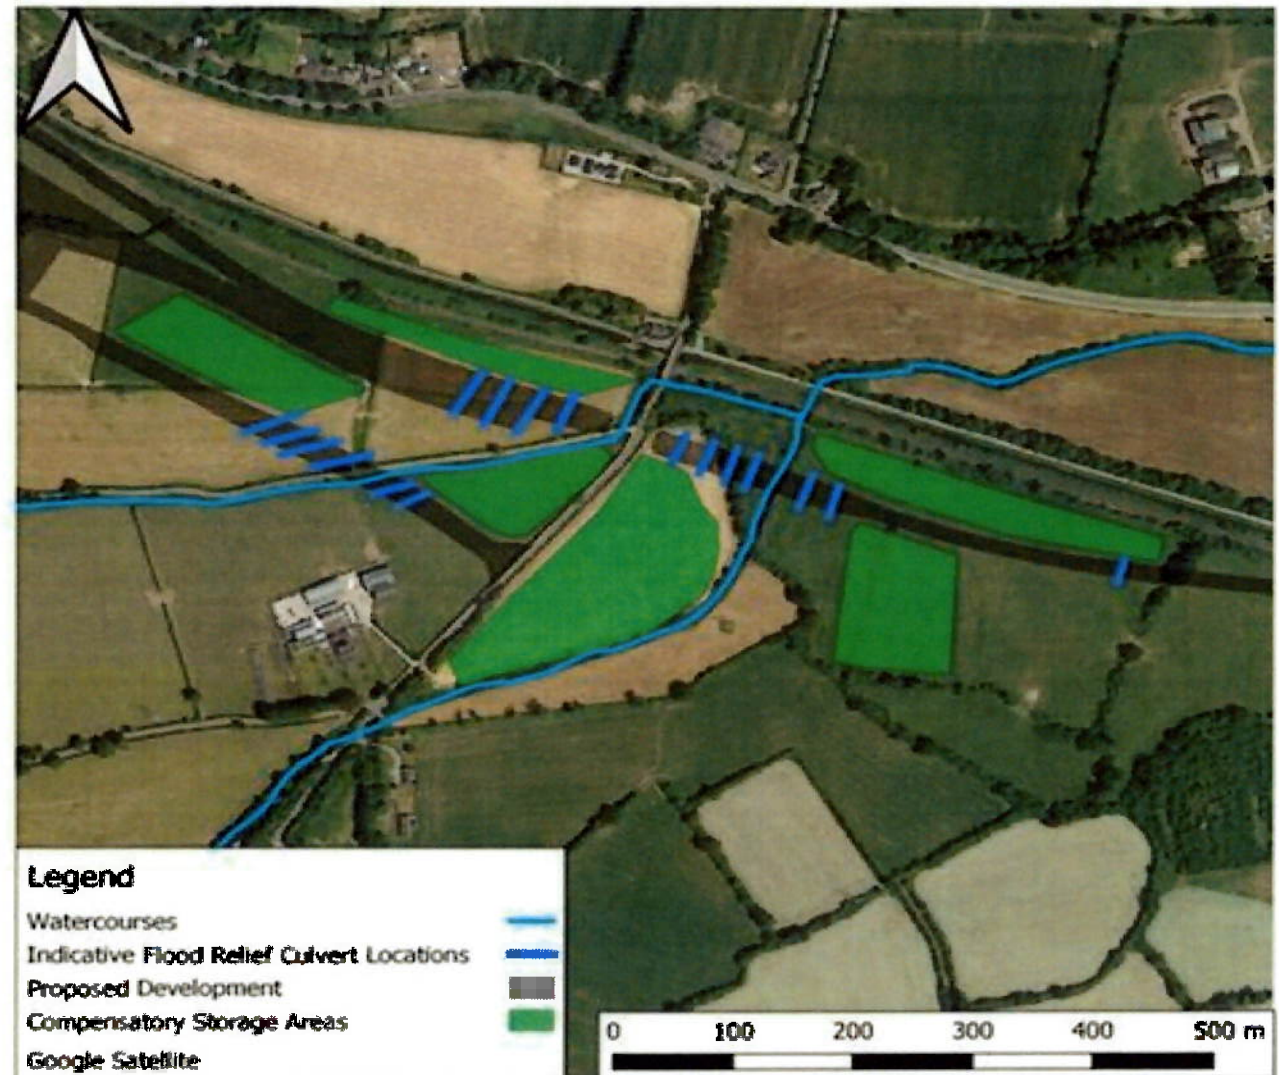 Legend
Watercourses
Indicative Flood Relief Culvert Locations
Proposed Development
Compensatory Storage Areas
Google Satellite
0 100 200 300 400 500 m